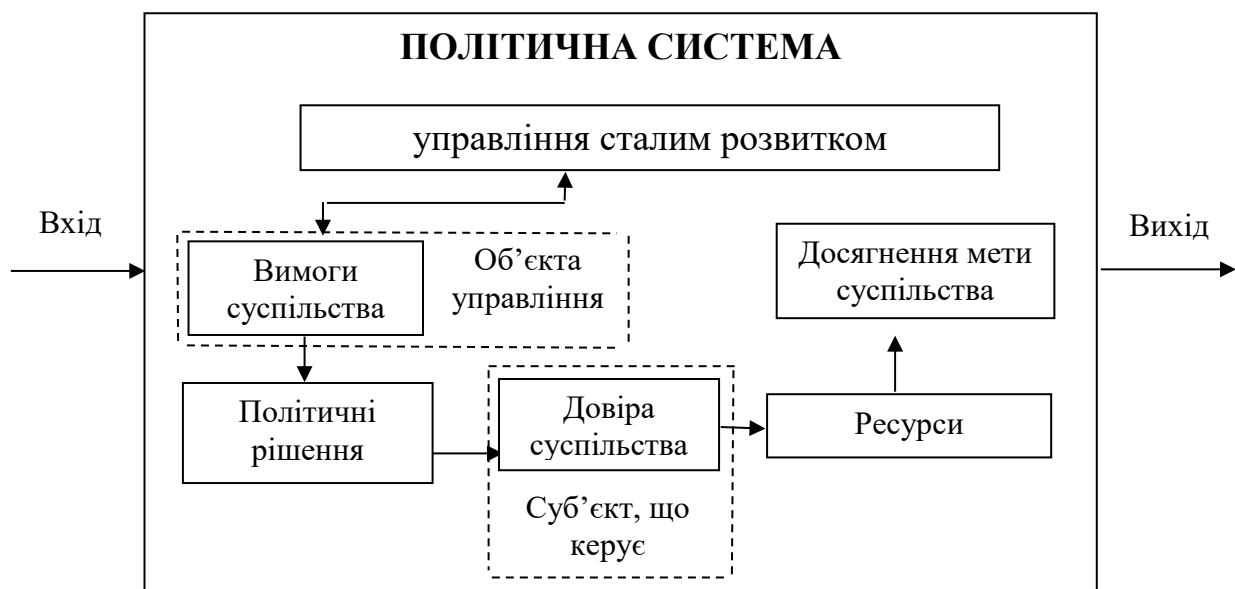 ПОЛІТИЧНА СИСТЕМА
управління сталим розвитком
Вхід
Вимоги
суспільства
Об’єкта
управління
Досягнення мети
суспільства
Вихід
Політичні
рішення
Довіра
суспільства
Ресурси
Суб’єкт, що
керує